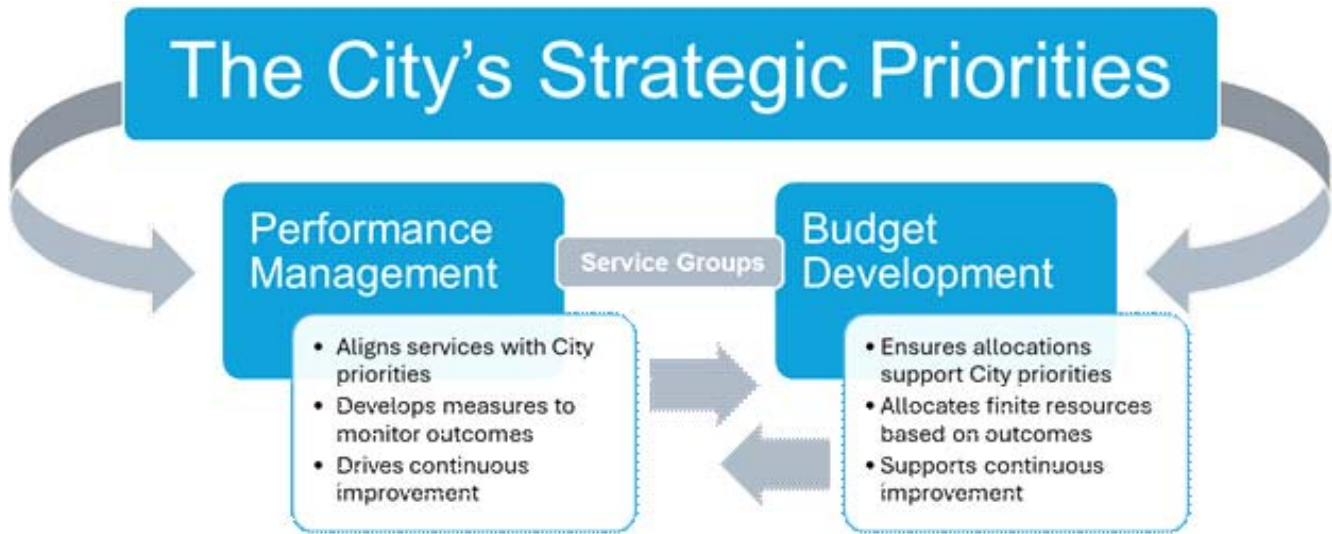 The City’s Strategic Priorities
Performance
Management
Service Groups
Budget
Development
• Aligns services with City
priorities
• Develops measures to
monitor outcomes
• Drives continuous
improvement
• Ensures allocations
support City priorities
• Allocates finite resources
based on outcomes
• Supports continuous
improvement